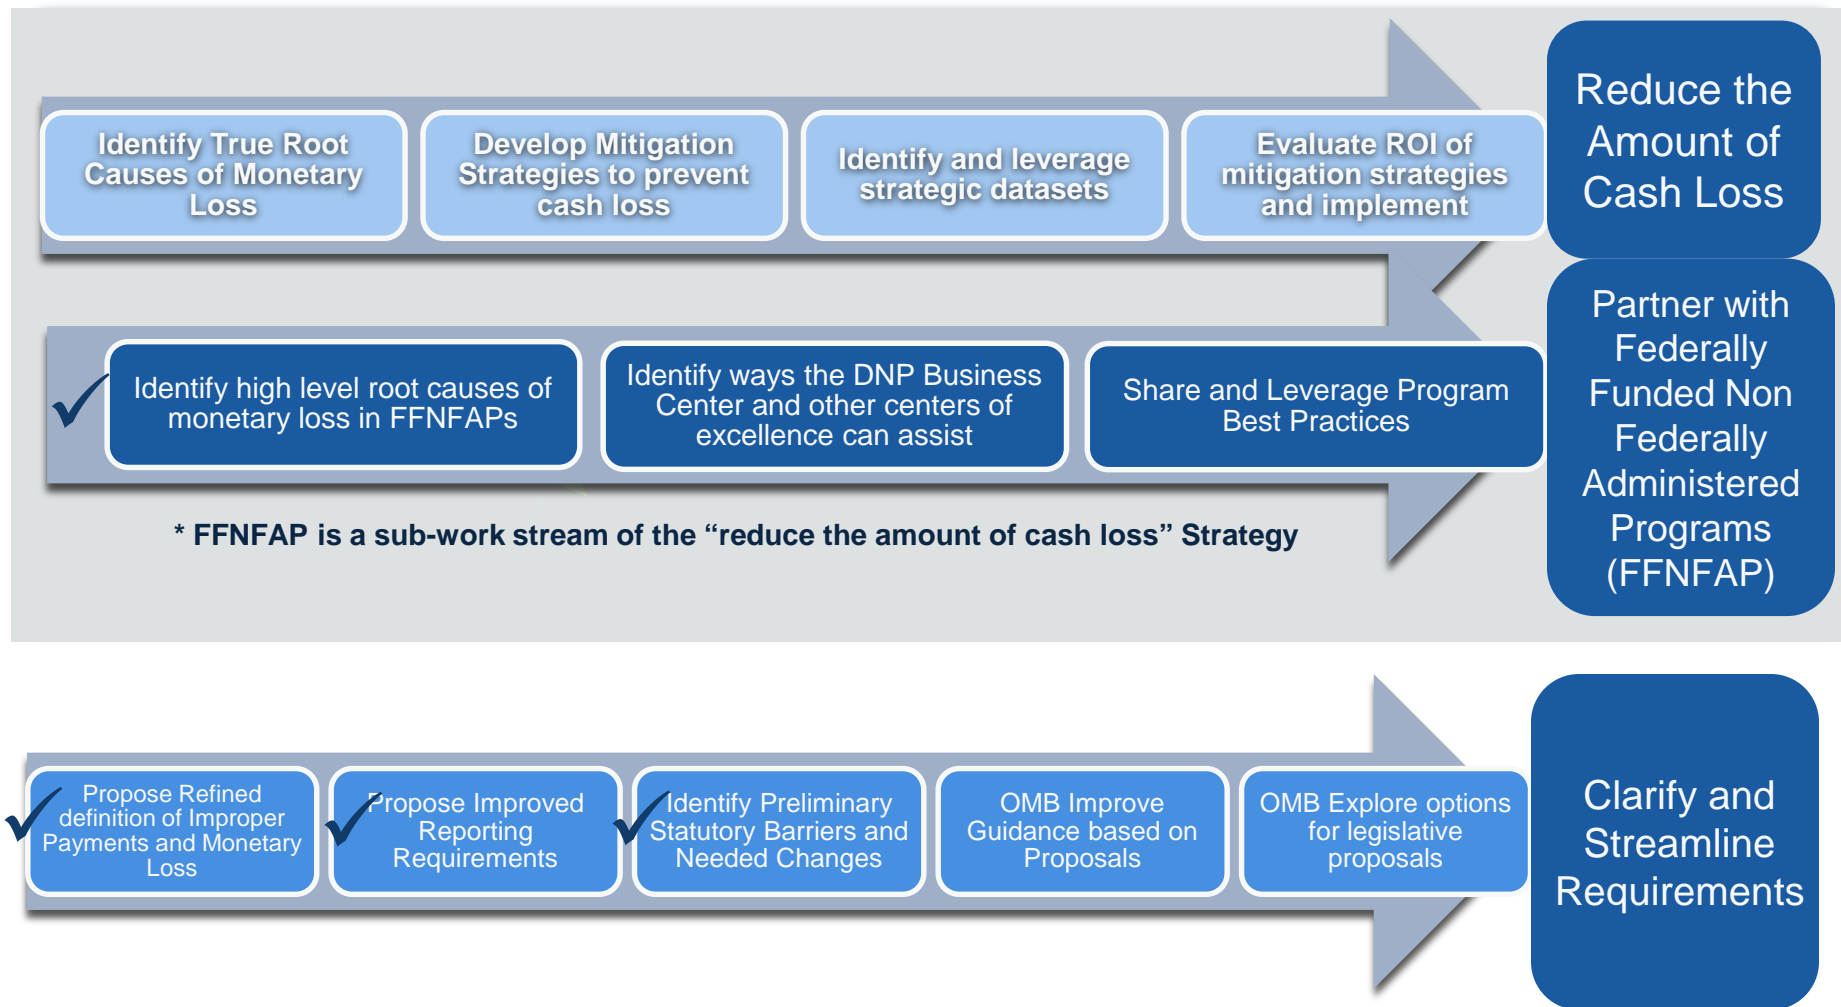 Identify True Root
Causes of Monetary
Loss
Develop Mitigation
Strategies to prevent
cash loss
Identify and leverage
strategic datasets
Evaluate ROI of
mitigation strategies
and implement
Reduce the
Amount of
Cash Loss
Identify high level root causes of
monetary loss in FFNFAPs
Identify ways the DNP Business
Center and other centers of
excellence can assist
Share and Leverage Program
Best Practices
Partner with
Federally
Funded Non
Federally
Administered
Programs
(FFNFAP)
* FFNFAP is a sub-work stream of the “reduce the amount of cash loss” Strategy
Propose Refined
definition of Improper
Payments and Monetary
Loss
Propose Improved
Reporting
Requirements
Identify Preliminary
Statutory Barriers and
Needed Changes
OMB Improve
Guidance based on
Proposals
OMB Explore options
for legislative
proposals
Clarify and
Streamline
Requirements